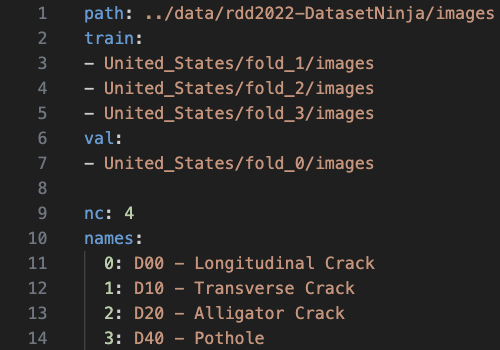 1 path: ../data/rdd2022-DatasetNinja/images
2 train:
3 - United_States/fold_1/images
4 - United_States/fold_2/images
5 - United_States/fold_3/images
6 val:
7 - United_States/fold_0/images
8
9 nc: 4
10 names:
11 0: D00 - Longitudinal Crack
12 1: D10 - Transverse Crack
13 2: D20 - Alligator Crack
14 3: D40 - Pothole